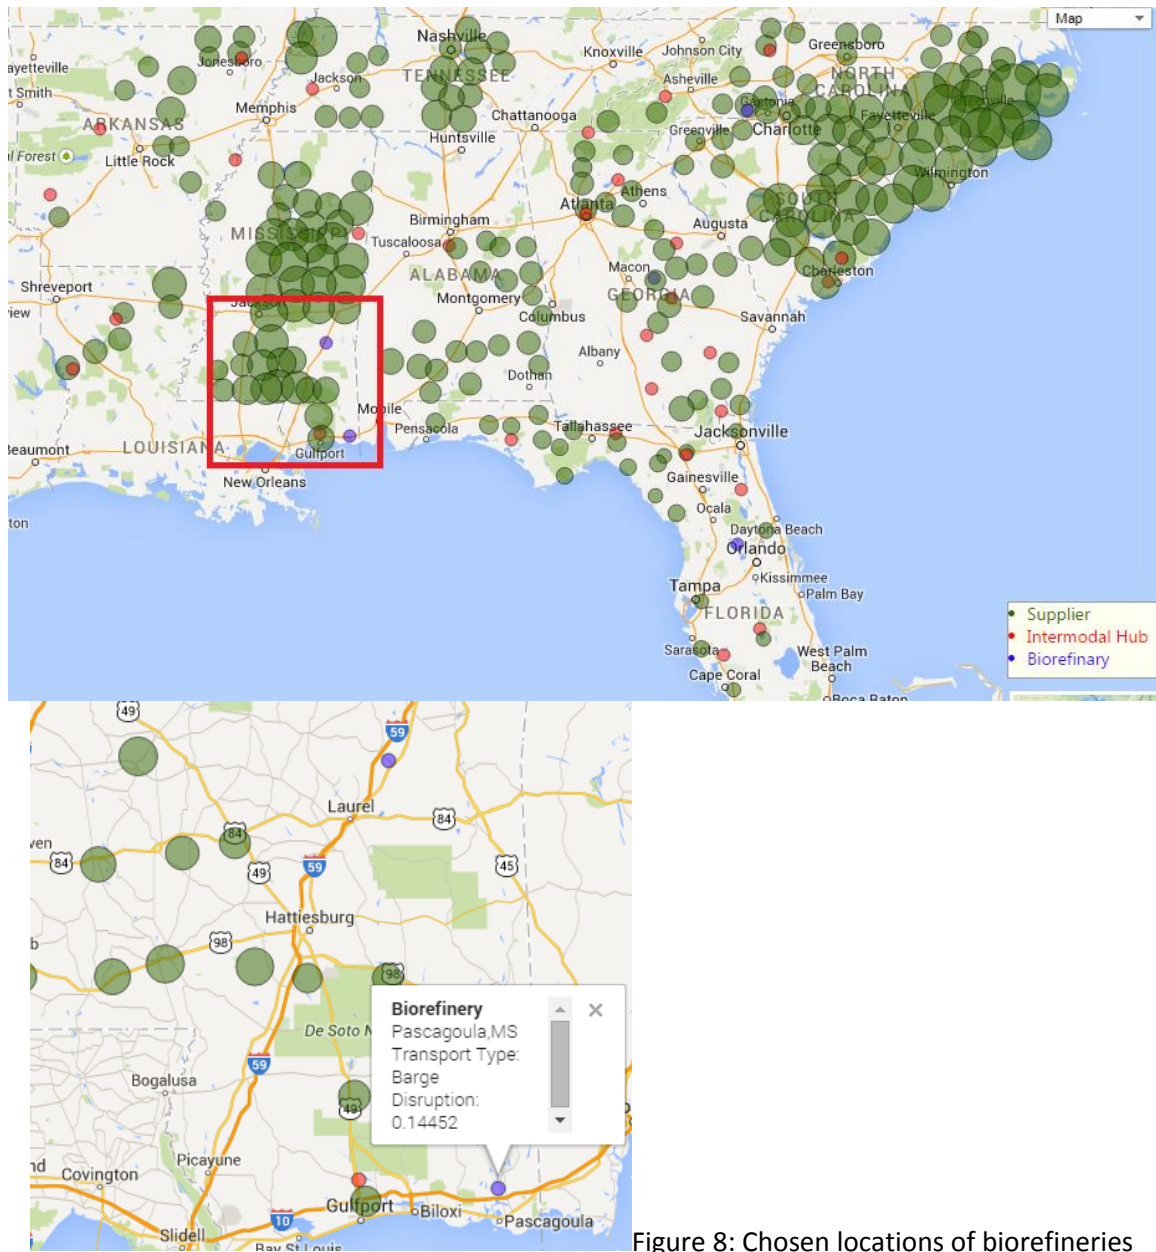 Map
Nashville
Knoxville
Johnson City
Greensboro
ayetteville
Jonesboro
TENNESSEE
NORTH
CAROLINA
t Smith
Jackson
Asheville
Memphis
Chattanooga
Gastonia
Greenville
Charlotte
Fayetteville
ARKANSAS
Huntsville
l Forest
Little Rock
Wilmington
Athens
Atlanta
SOUTH
CAROLINA
Birmingham
Augusta
MISSISSIPPI
Tuscaloosa
ALABAMA
Macon
Charleston
Shreveport
Montgomery
GEORGIA
Jackson
view
Columbus
Savannah
Albany
Dothan
Mobile
Pensacola
Tallahassee
Jacksonville
Beaumont
LOUISIANA
Gulfport
New Orleans
Gainesville
Ocala
ton
Daytona Beach
Orlando
Kissimmee
Tampa
Palm Bay
FLORIDA
Supplier
Intermodal Hub
Biorefinary
Sarasota
West Palm
Beach
Cape Coral
Boca Raton
49
59
Laurel
84
84
ven
84
49
59
45
Hattiesburg
b
98
98
Biorefinery
Pascagoula,MS
Transport Type:
Barge
Disruption:
0.14452
De Soto N
59
Bogalusa
49
Picayune
nd
Covington
Gulfport
Biloxi
10
Pascagoula
Slidell
Bay St Louis
Figure 8: Chosen locations of biorefineries